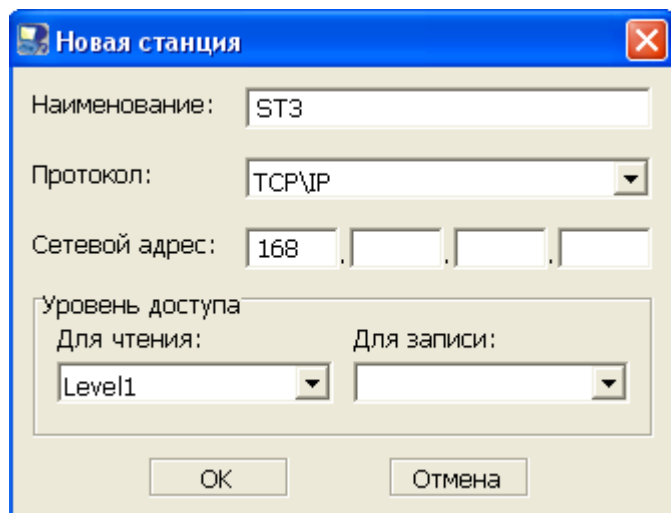 Новая станция
Наименование: ST3
Протокол: TCP\IP
Сетевой адрес: 168 . . .
Уровень доступа
Для чтения: Для записи:
Level1
OK Отмена